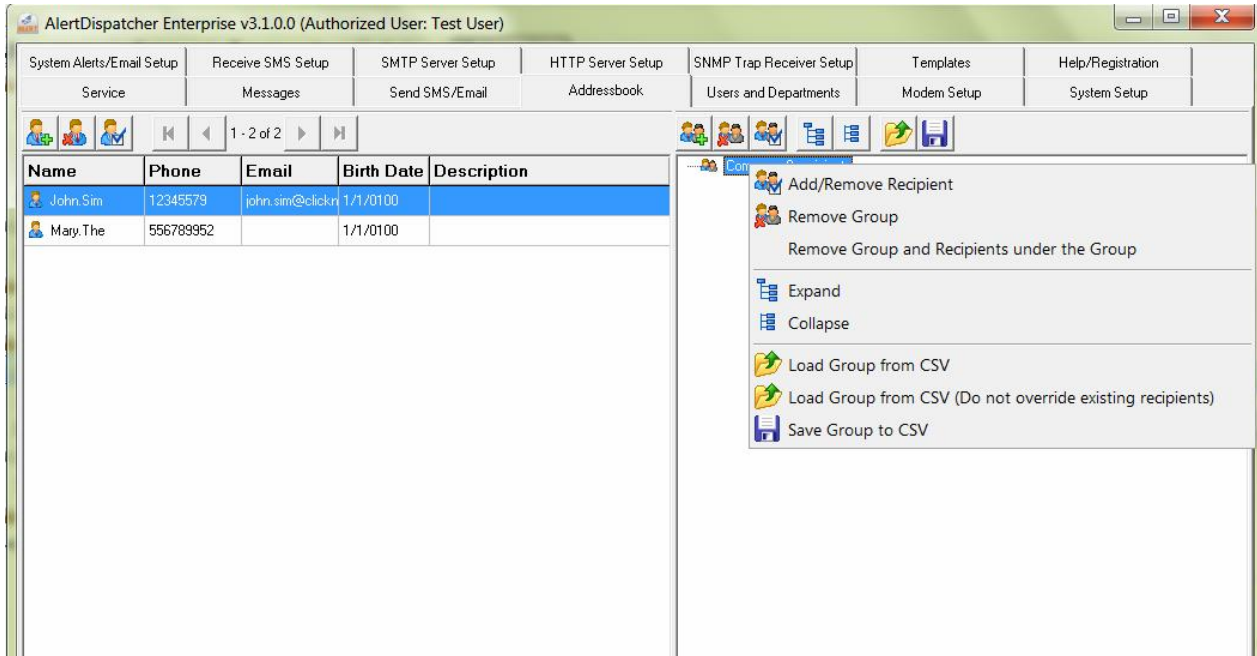 AlertDispatcher Enterprise v3.1.0.0 (Authorized User: Test User)
System Alerts/Email Setup Receive SMS Setup SMTP Server Setup HTTP Server Setup SNMP Trap Receiver Setup Templates Help/Registration
Service Messages Send SMS/Email Addressbook Users and Departments Modem Setup System Setup
1 - 2 of 2
Name Phone Email Birth Date Description
John.Sim 12345579 john.sim@clickn 1/1/0100
Mary.The 556789952 1/1/0100
Add/Remove Recipient
Remove Group
Remove Group and Recipients under the Group
Expand
Collapse
Load Group from CSV
Load Group from CSV (Do not override existing recipients)
Save Group to CSV